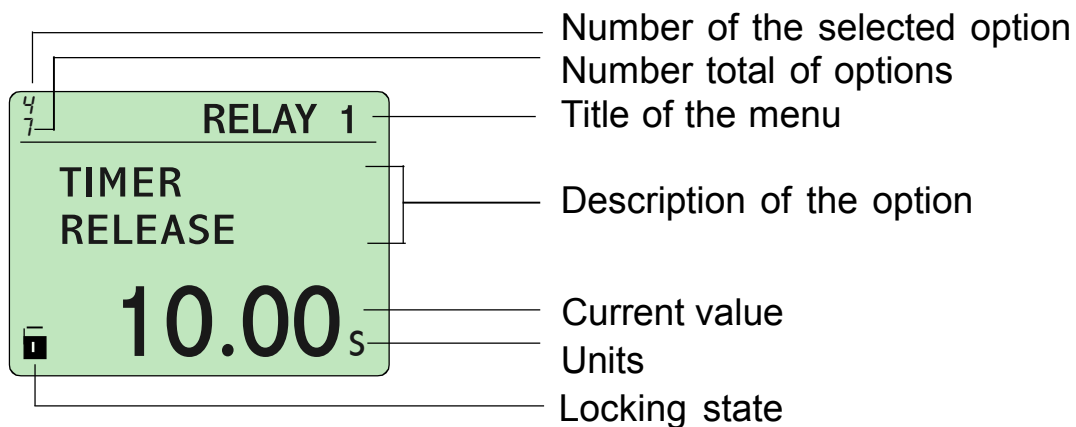 Number of the selected option
Number total of options
4
7
RELAY 1
Title of the menu
TIMER
RELEASE
Description of the option
10.00 s
Current value
Units
Locking state